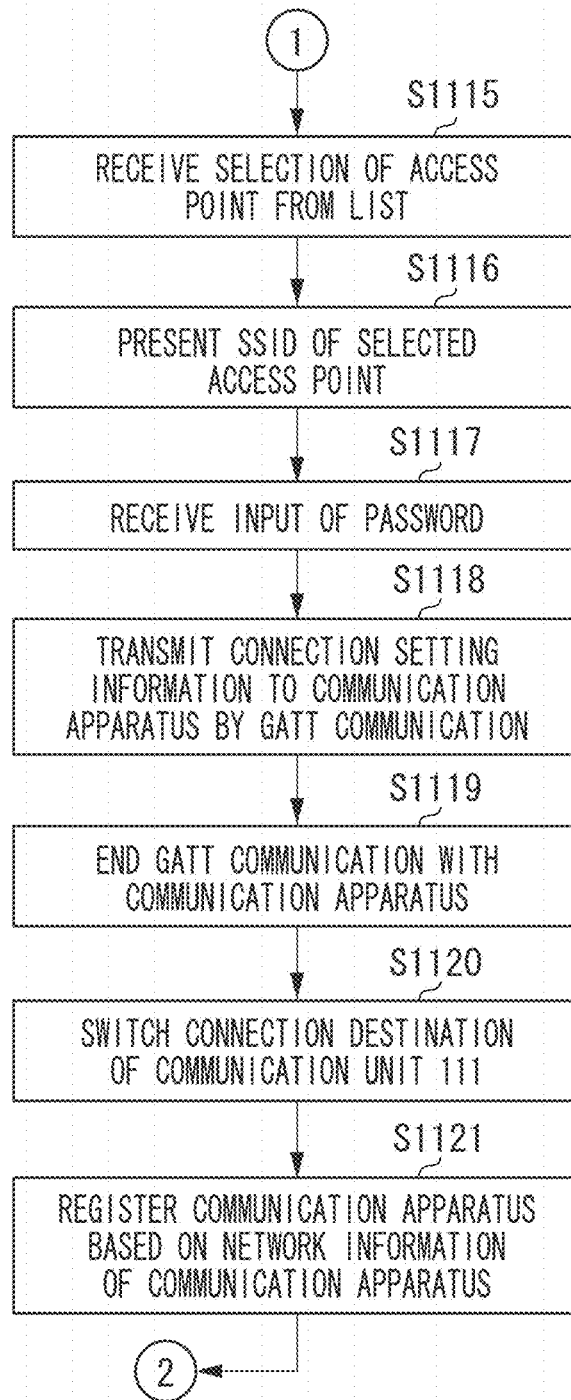 1
S1115
RECEIVE SELECTION OF ACCESS
POINT FROM LIST
S1116
PRESENT SSID OF SELECTED
ACCESS POINT
S1117
RECEIVE INPUT OF PASSWORD
S1118
TRANSMIT CONNECTION SETTING
INFORMATION TO COMMUNICATION
APPARATUS BY GATT COMMUNICATION
S1119
END GATT COMMUNICATION WITH
COMMUNICATION APPARATUS
S1120
SWITCH CONNECTION DESTINATION
OF COMMUNICATION UNIT 111
S1121
REGISTER COMMUNICATION APPARATUS
BASED ON NETWORK INFORMATION
OF COMMUNICATION APPARATUS
2